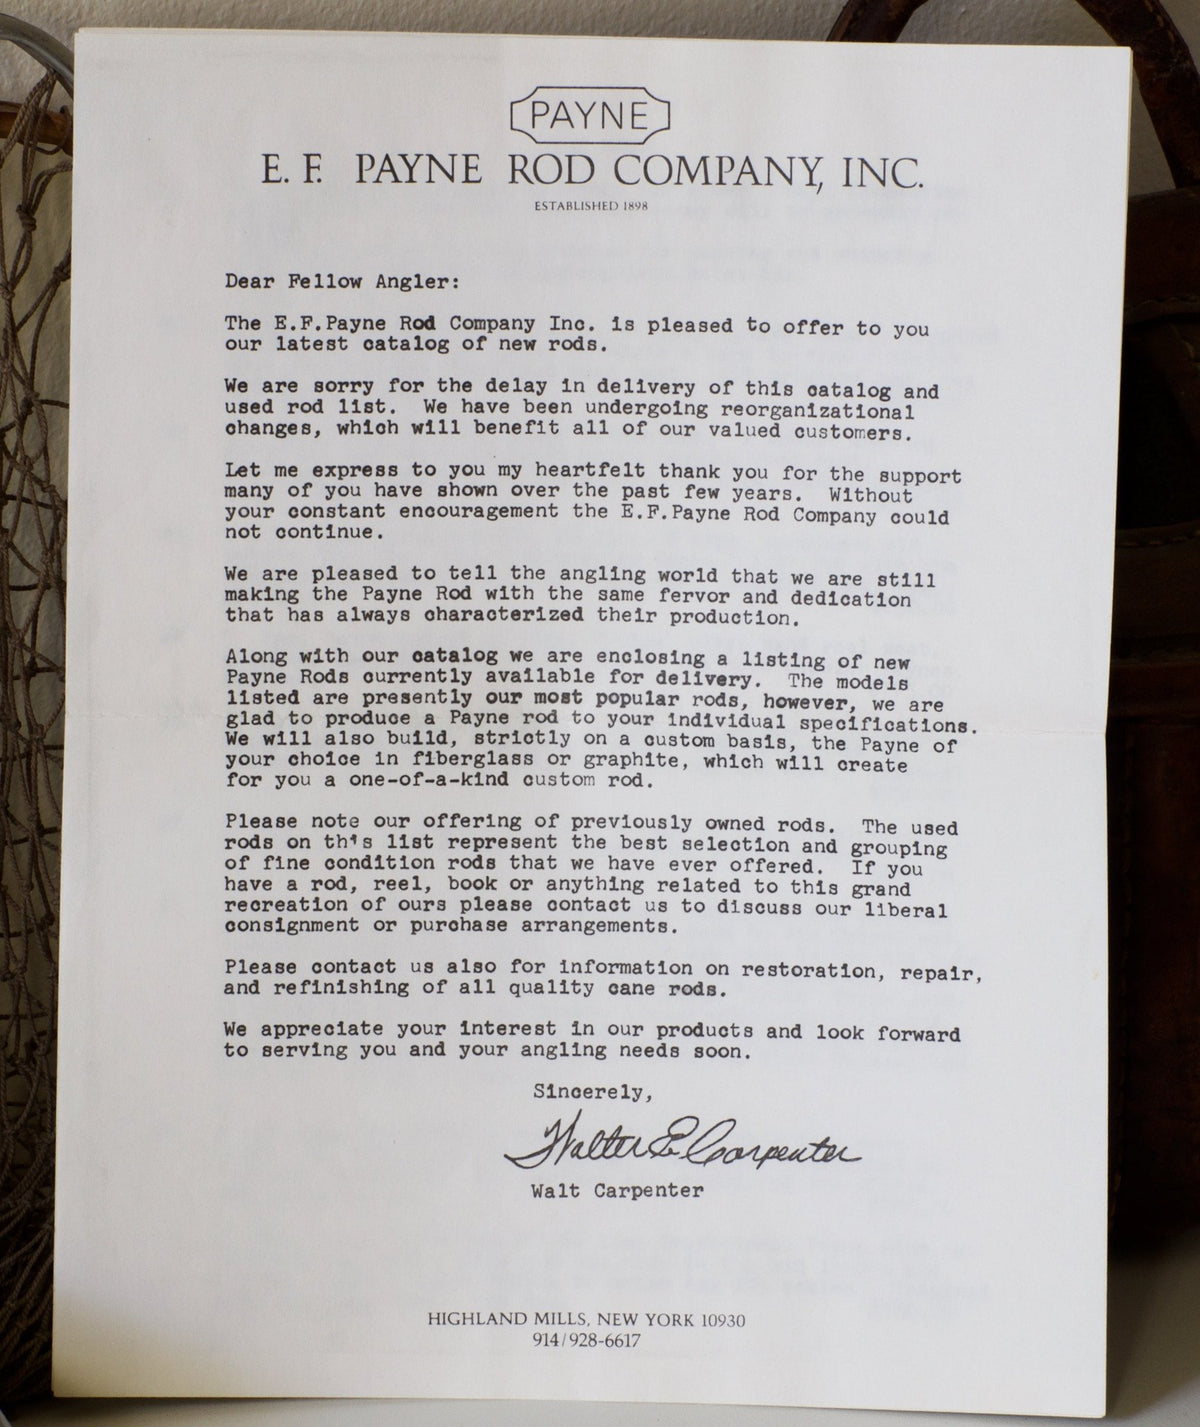 PAYNE
E. F. PAYNE ROD COMPANY, INC.
ESTABLISHED 1898
Dear Fellow Angler:
The E.F.Payne Rod Company Inc. is pleased to offer to you
our latest catalog of new rods.
We are sorry for the delay in delivery of this catalog and
used rod list. We have been undergoing reorganizational
changes, which will benefit all of our valued customers.
Let me express to you my heartfelt thank you for the support
many of you have shown over the past few years. Without
your constant encouragement the E.F.Payne Rod Company could
not continue.
We are pleased to tell the angling world that we are still
making the Payne Rod with the same fervor and dedication
that has always characterized their production.
Along with our catalog we are enclosing a listing of new
Payne Rods currently available for delivery. The models
listed are presently our most popular rods, however, we are
glad to produce a Payne rod to your individual specifications.
We will also build, strictly on a custom basis, the Payne of
your choice in fiberglass or graphite, which will create
for you a one-of-a-kind custom rod.
Please note our offering of previously owned rods. The used
rods on this list represent the best selection and grouping
of fine condition rods that we have ever offered. If you
have a rod, reel, book or anything related to this grand
recreation of ours please contact us to discuss our liberal
consignment or purchase arrangements.
Please contact us also for information on restoration, repair,
and refinishing of all quality cane rods.
We appreciate your interest in our products and look forward
to serving you and your angling needs soon.
Sincerely,
Walter E Carpenter
Walt Carpenter
HIGHLAND MILLS, NEW YORK 10930
914/928-6617